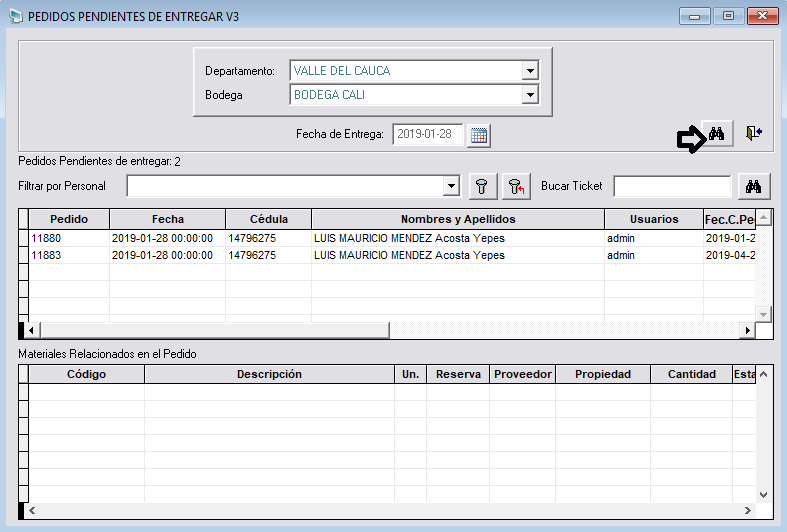 PEDIDOS PENDIENTES DE ENTREGAR V3
Departamento: VALLE DEL CAUCA
Bodega BODEGA CALI
Fecha de Entrega: 2019-01-28
Pedidos Pendientes de entregar: 2
Filtrar por Personal Bucar Ticket
Pedido Fecha Cédula Nombres y Apellidos Usuarios Fec.C.Pe
11880 2019-01-28 00:00:00 14796275 LUIS MAURICIO MENDEZ Acosta Yepes admin 2019-01-2
11883 2019-01-28 00:00:00 14796275 LUIS MAURICIO MENDEZ Acosta Yepes admin 2019-04-2
Materiales Relacionados en el Pedido
Código Descripción Un. Reserva Proveedor Propiedad Cantidad Esta